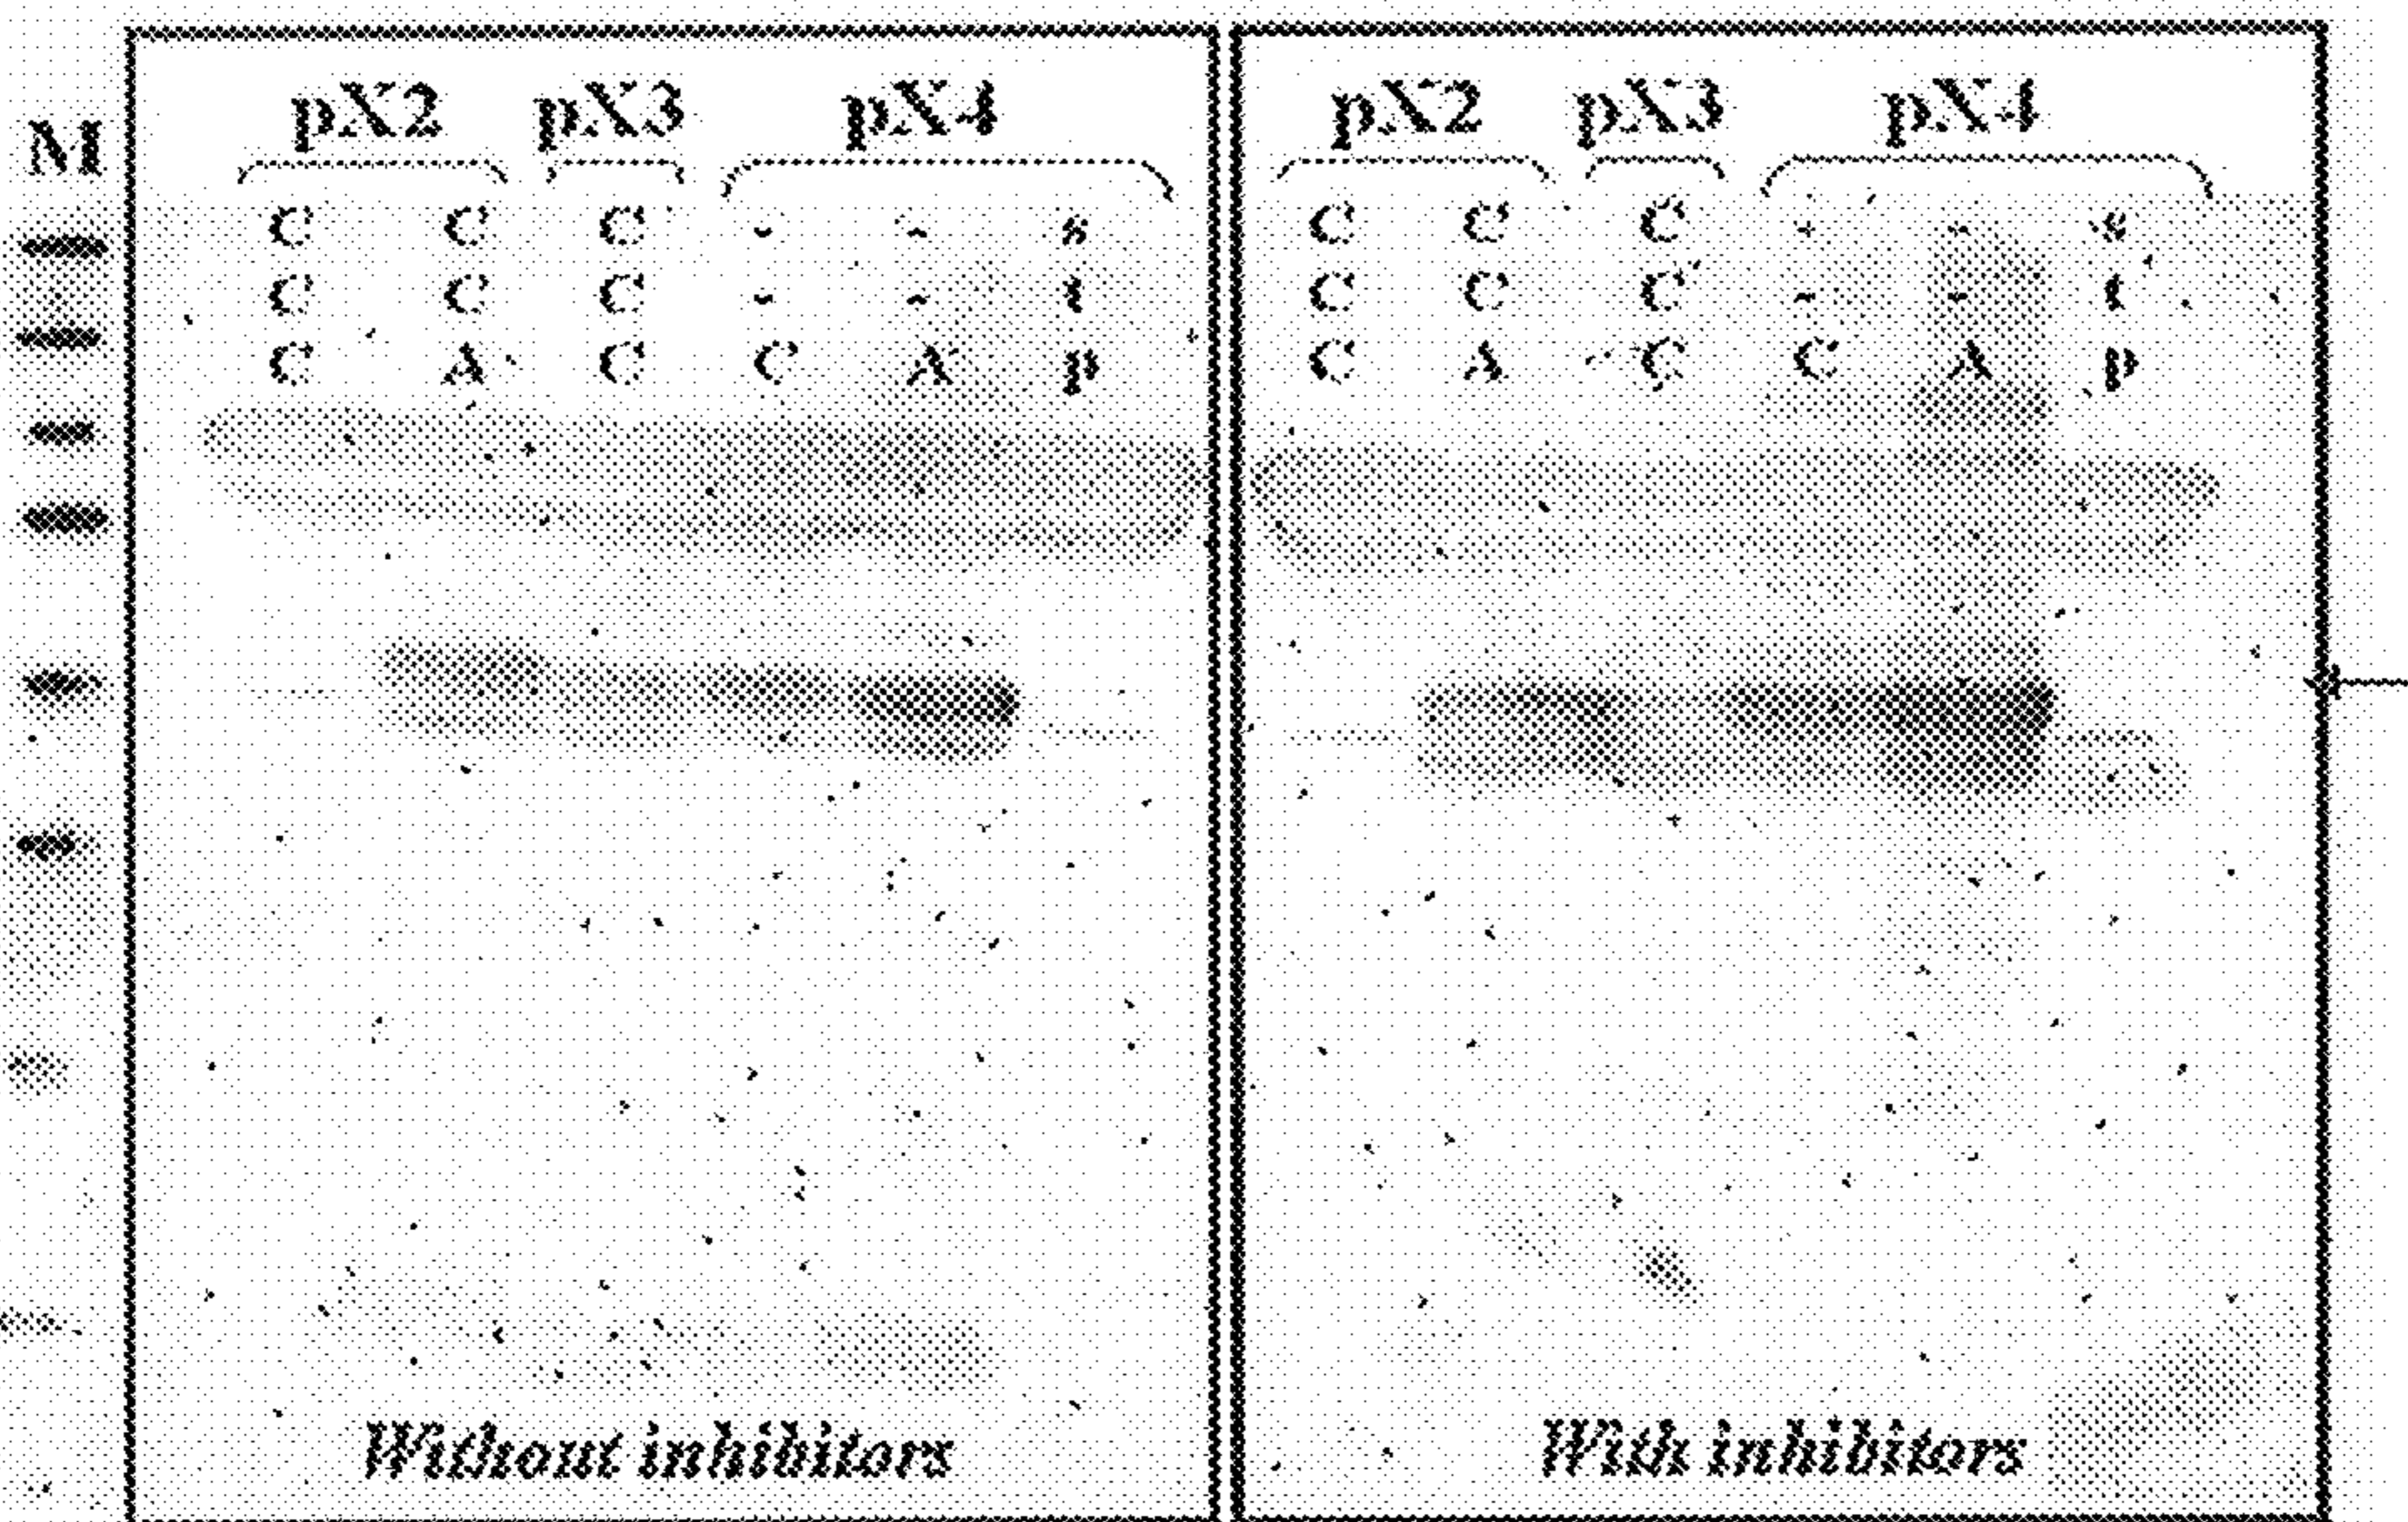 M pX2 pX3 pX4 pX2 pX3 pX4
C C C - - s C C C - - s
C C C - - t C C C - - t
C A C C A p C A C C A p
Without inhibitors With inhibitors